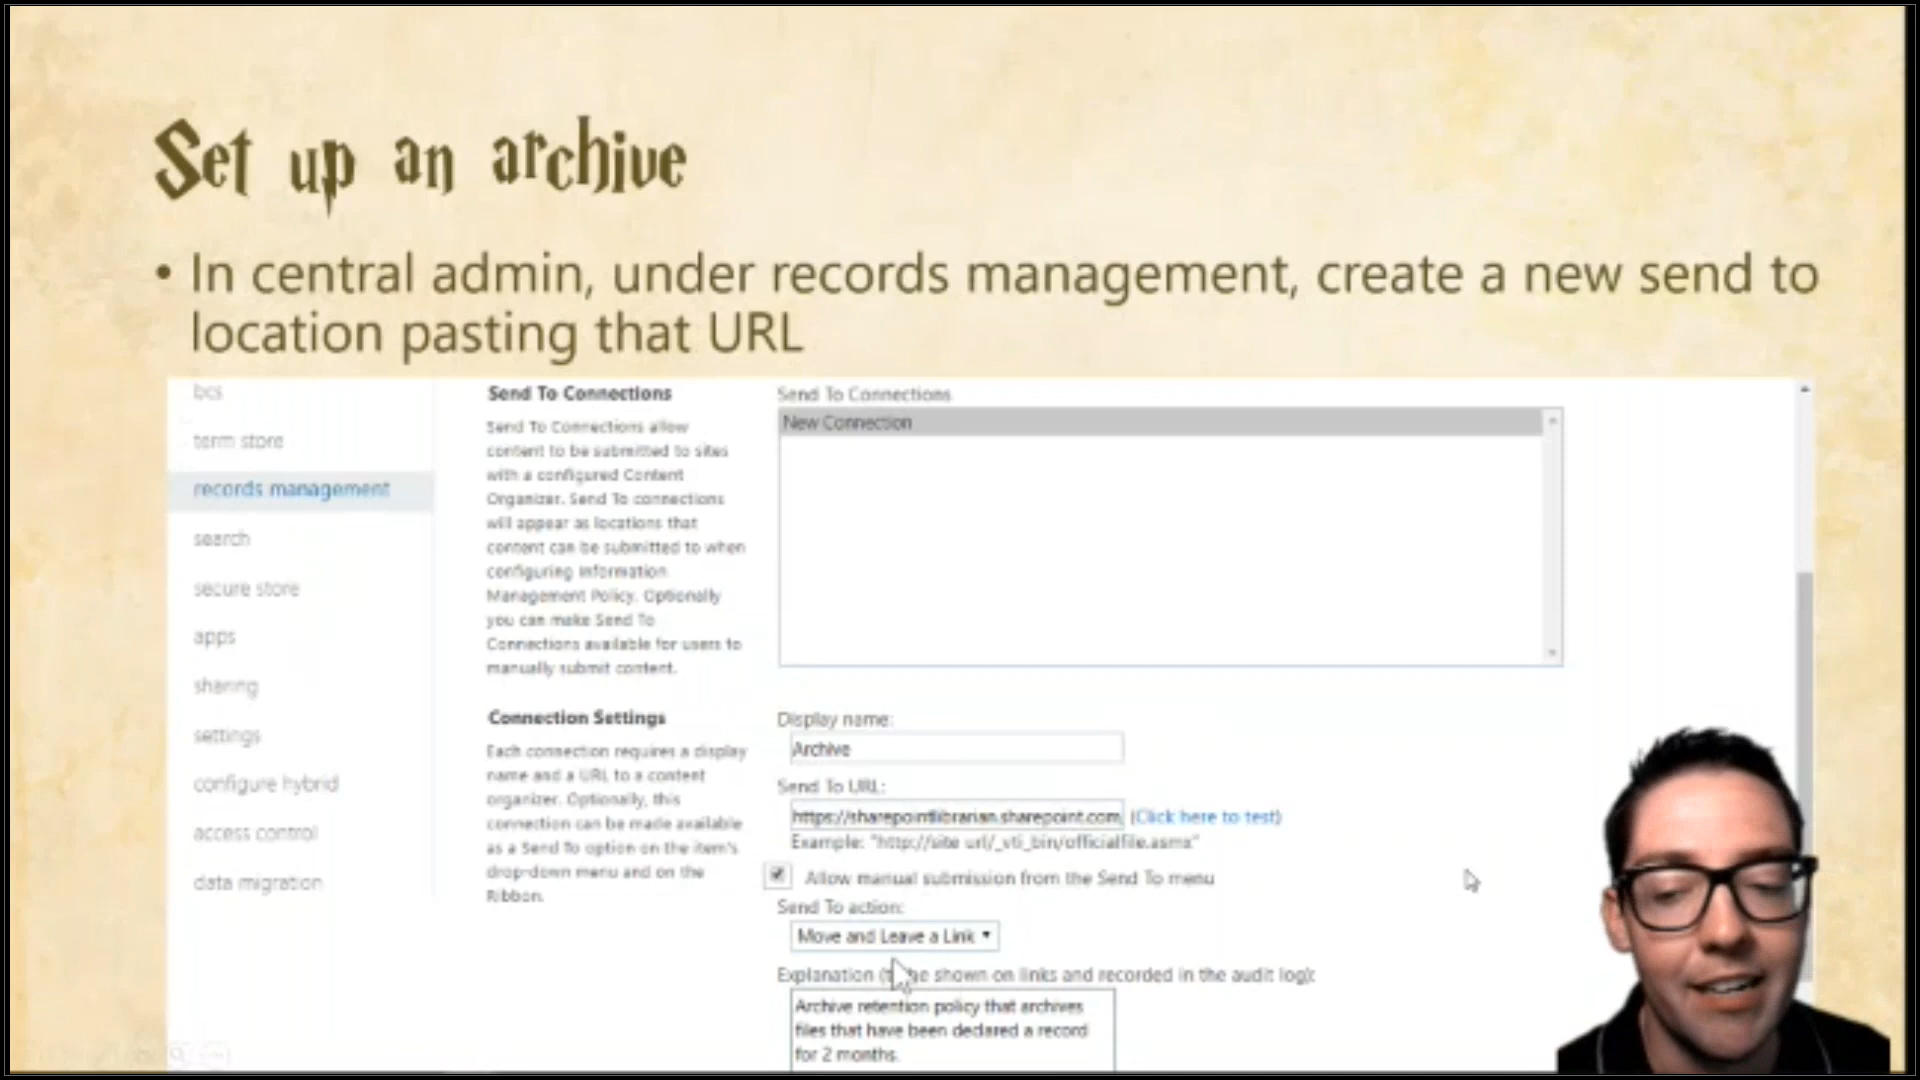 Set up an archive
• In central admin, under records management, create a new send to
location pasting that URL
bcs
term store
records management
search
secure store
apps
sharing
settings
configure hybrid
access control
data migration
Send To Connections
Send To Connections allow
content to be submitted to sites
with a configured Content
Organizer. Send To connections
will appear as locations that
content can be submitted to when
configuring Information
Management Policy. Optionally
you can make Send To
Connections available for users to
manually submit content.
Connection Settings
Each connection requires a display
name and a URL to a content
organizer. Optionally, this
connection can be made available
as a Send To option on the item's
drop-down menu and on the
Ribbon.
Send To Connections
New Connection
Display name:
Archive
Send To URL:
https://sharepointlibrarian.sharepoint.com, (Click here to test)
Example: "http://site url/_vti_bin/officialfile.asmx"
Allow manual submission from the Send To menu
Send To action:
Move and Leave a Link
Explanation (to be shown on links and recorded in the audit log):
Archive retention policy that archives
files that have been declared a record
for 2 months.